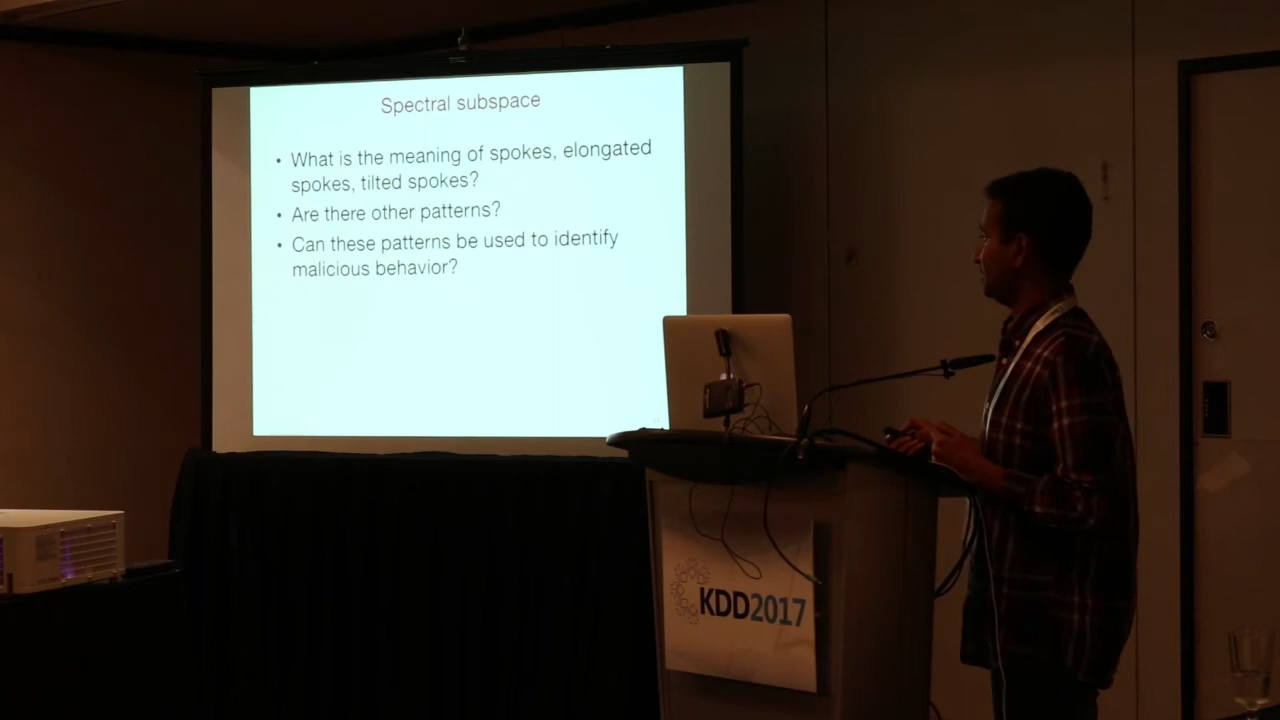 Spectral subspace
• What is the meaning of spokes, elongated
spokes, tilted spokes?
• Are there other patterns?
• Can these patterns be used to identify
malicious behavior?
KDD2017